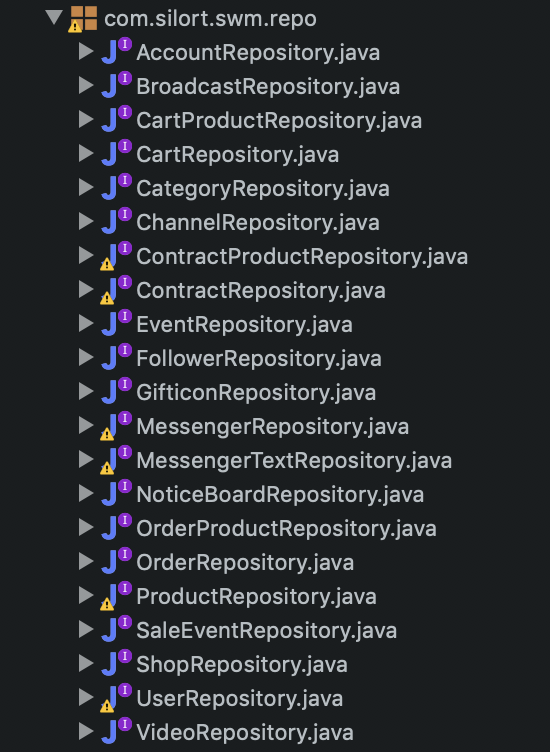 com.silort.swm.repo
AccountRepository.java
BroadcastRepository.java
CartProductRepository.java
CartRepository.java
CategoryRepository.java
ChannelRepository.java
ContractProductRepository.java
ContractRepository.java
EventRepository.java
FollowerRepository.java
GifticonRepository.java
MessengerRepository.java
MessengerTextRepository.java
NoticeBoardRepository.java
OrderProductRepository.java
OrderRepository.java
ProductRepository.java
SaleEventRepository.java
ShopRepository.java
UserRepository.java
VideoRepository.java